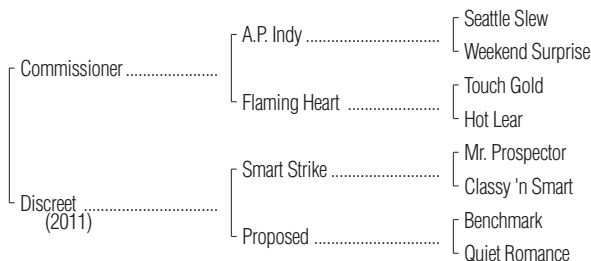 Seattle Slew
A.P. Indy ..............................
Weekend Surprise
Commissioner .....................
Touch Gold
Flaming Heart .....................
Hot Lear
Mr. Prospector
Smart Strike .........................
Classy 'n Smart
Discreet ...............................
(2011)
Benchmark
Proposed .............................
Quiet Romance